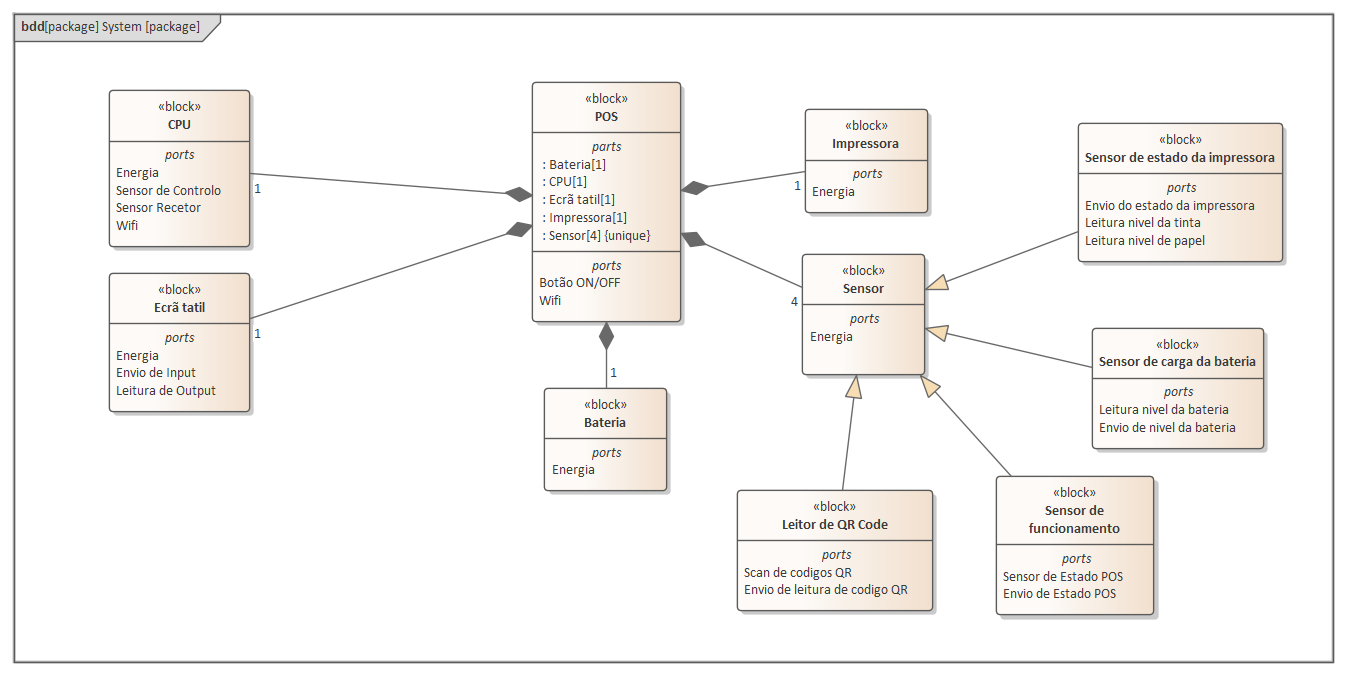 bdd[package] System [package]
«block»
CPU
ports
Energia
Sensor de Controlo
Sensor Recetor
Wifi
1
«block»
Ecrã tatil
ports
Energia
Envio de Input
Leitura de Output
1
«block»
POS
parts
: Bateria[1]
: CPU[1]
: Ecrã tatil[1]
: Impressora[1]
: Sensor[4] {unique}
ports
Botão ON/OFF
Wifi
1
«block»
Bateria
ports
Energia
«block»
Impressora
ports
Energia
1
«block»
Sensor
ports
Energia
4
«block»
Sensor de estado da impressora
ports
Envio do estado da impressora
Leitura nivel da tinta
Leitura nivel de papel
«block»
Sensor de carga da bateria
ports
Leitura nivel da bateria
Envio de nivel da bateria
«block»
Leitor de QR Code
ports
Scan de codigos QR
Envio de leitura de codigo QR
«block»
Sensor de
funcionamento
ports
Sensor de Estado POS
Envio de Estado POS